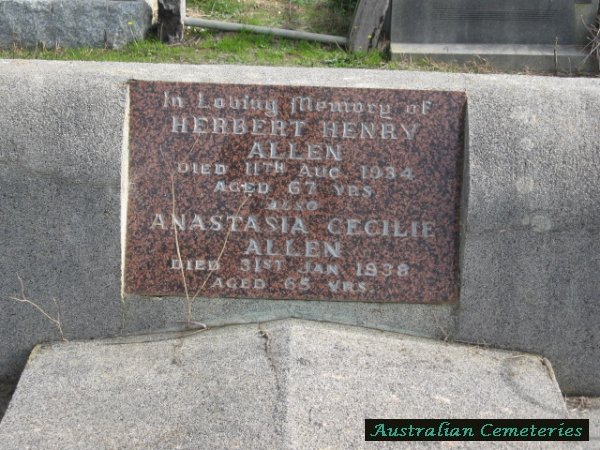 In Loving Memory of
HERBERT HENRY
ALLEN
DIED 11TH AUG 1934
AGED 67 YRS.
ALSO
ANASTASIA CECILIE
ALLEN
DIED 31ST JAN 1938
AGED 65 YRS.
Australian Cemeteries